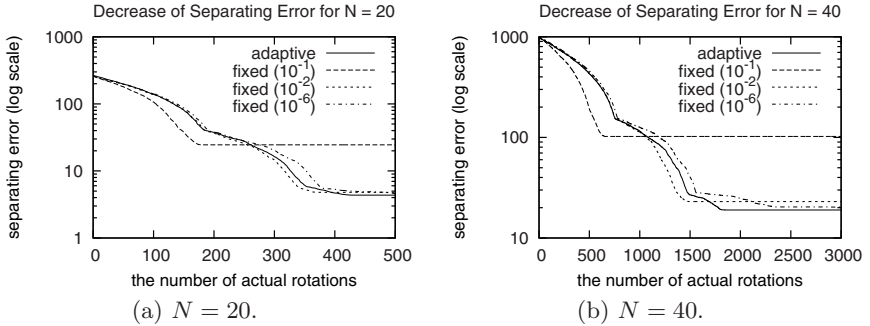 Decrease of Separating Error for N = 20
separating error (log scale)
1000
100
10
1
adaptive
fixed (10⁻¹)
fixed (10⁻²)
fixed (10⁻⁶)
0 100 200 300 400 500
the number of actual rotations
(a) N = 20.
Decrease of Separating Error for N = 40
separating error (log scale)
1000
100
10
adaptive
fixed (10⁻¹)
fixed (10⁻²)
fixed (10⁻⁶)
0 500 1000 1500 2000 2500 3000
the number of actual rotations
(b) N = 40.